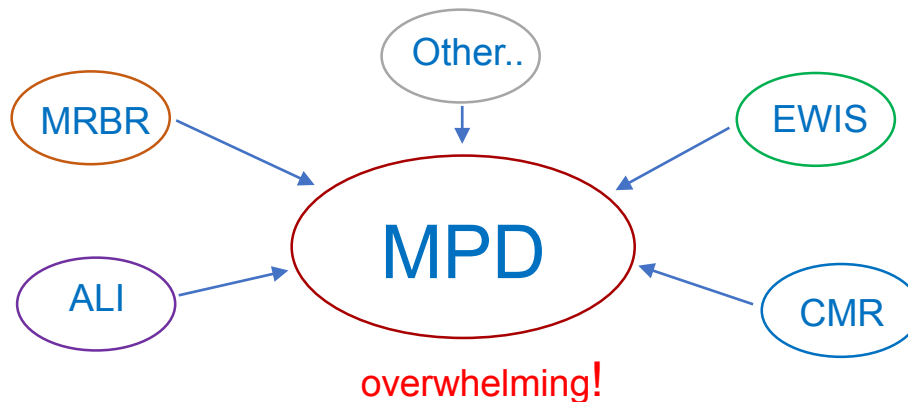 Other..
MRBR
EWIS
MPD
ALI
CMR
overwhelming!